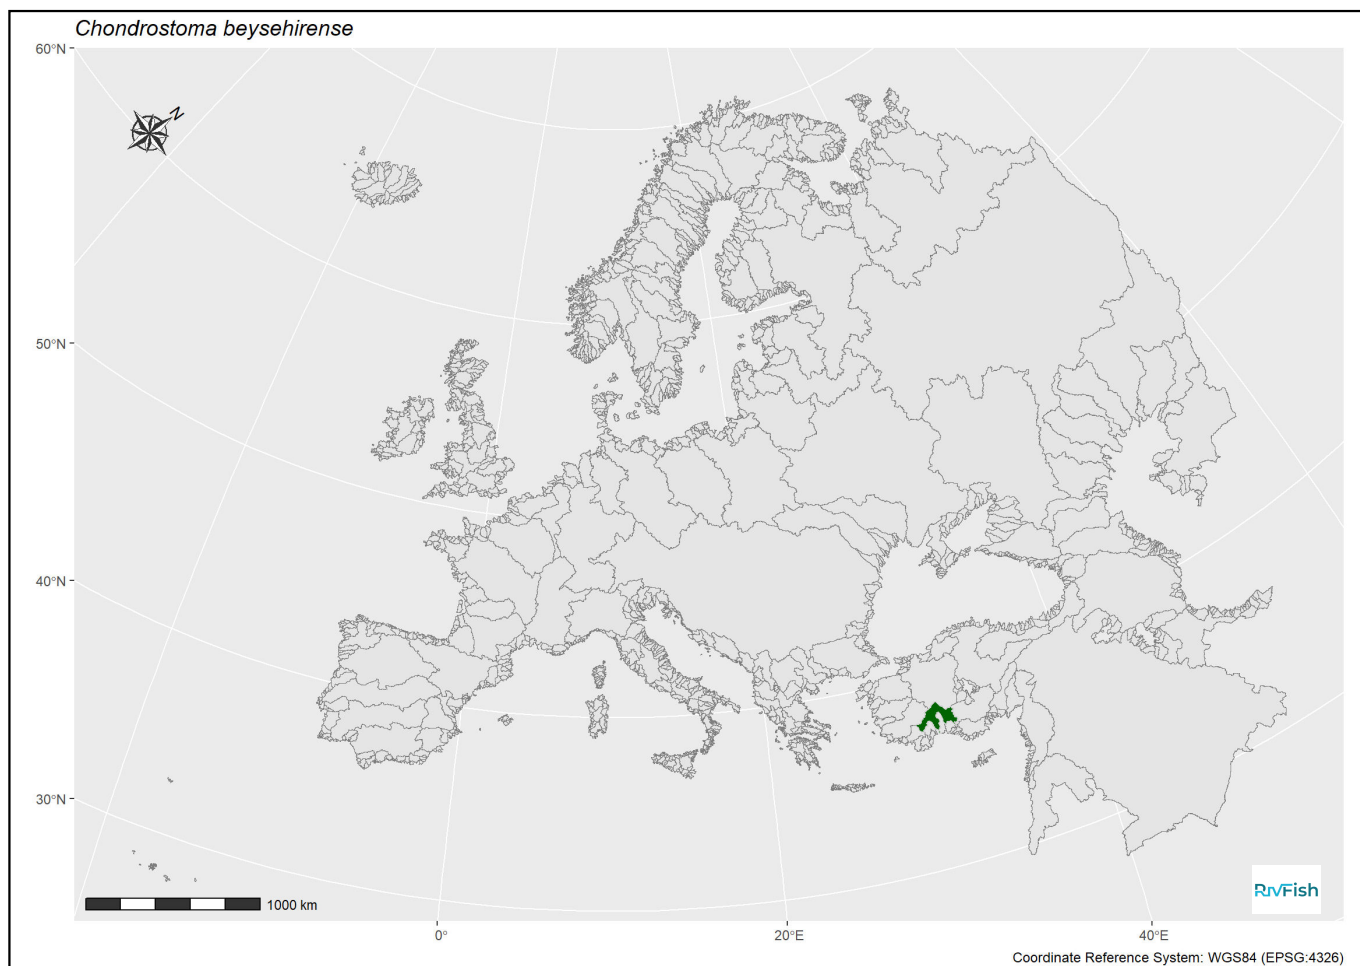 Chondrostoma beysehirense
60°N
N
50°N
40°N
30°N
1000 km
RIVFISH
0°
20°E
40°E
Coordinate Reference System: WGS84 (EPSG:4326)